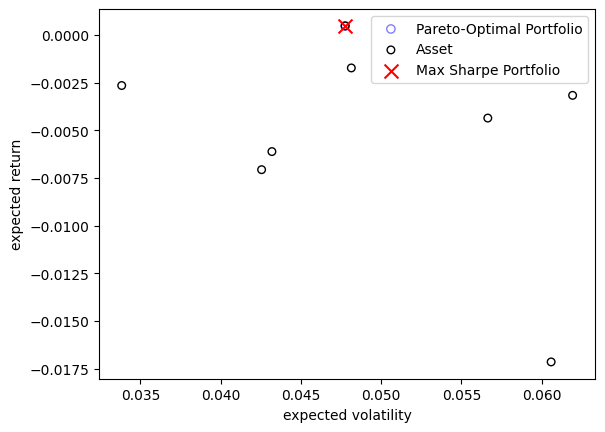 Pareto-Optimal Portfolio
Asset
Max Sharpe Portfolio
expected return
0.0000
−0.0025
−0.0050
−0.0075
−0.0100
−0.0125
−0.0150
−0.0175
0.035 0.040 0.045 0.050 0.055 0.060
expected volatility